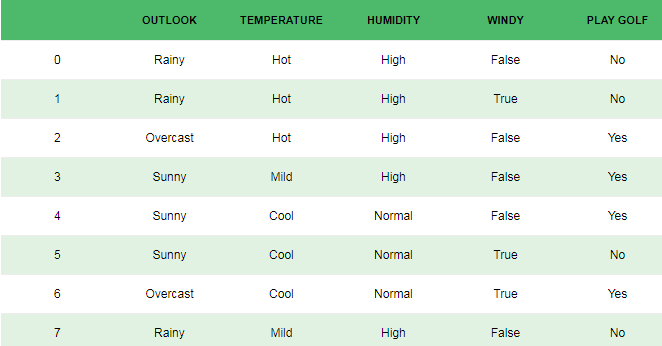 OUTLOOK TEMPERATURE HUMIDITY WINDY PLAY GOLF
0 Rainy Hot High False No
1 Rainy Hot High True No
2 Overcast Hot High False Yes
3 Sunny Mild High False Yes
4 Sunny Cool Normal False Yes
5 Sunny Cool Normal True No
6 Overcast Cool Normal True Yes
7 Rainy Mild High False No